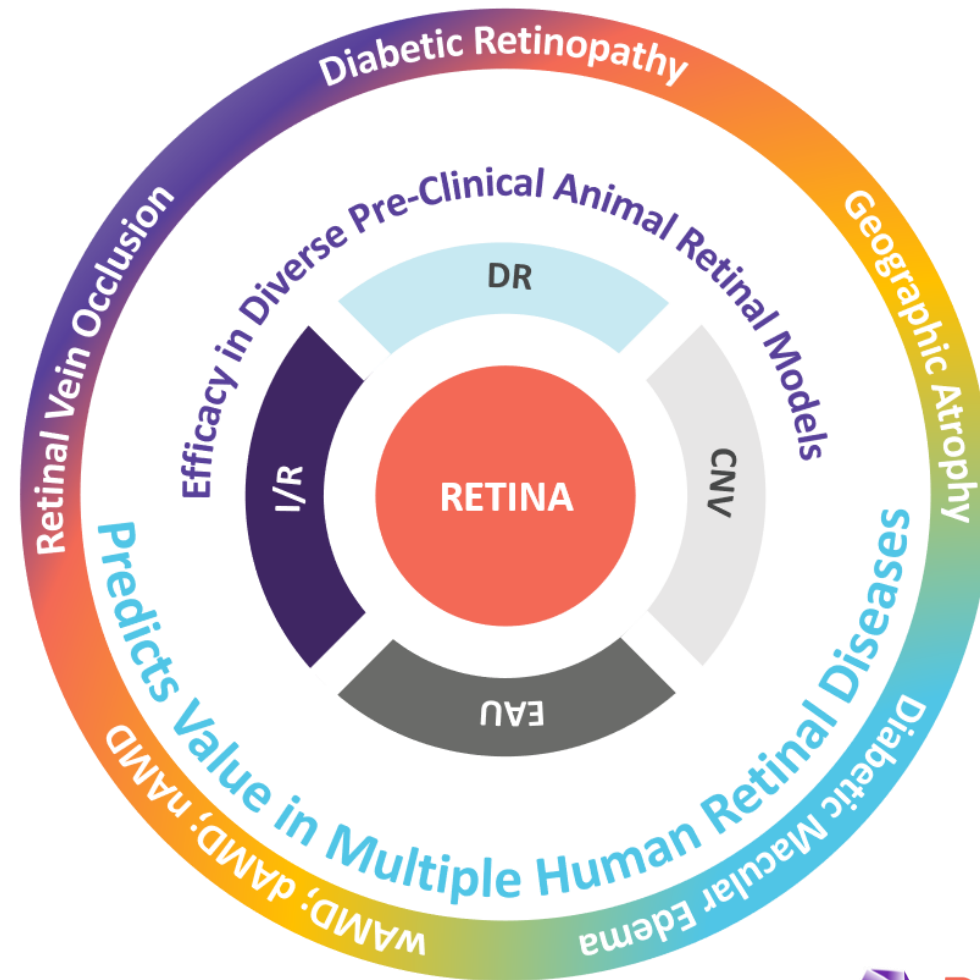 Diabetic Retinopathy
Geographic Atrophy
Diabetic Macular Edema
wAMD; dAMD; nAMD
Retinal Vein Occlusion
Efficacy in Diverse Pre-Clinical Animal Retinal Models
Predicts Value in Multiple Human Retinal Diseases
DR
CNV
EAU
I/R
RETINA